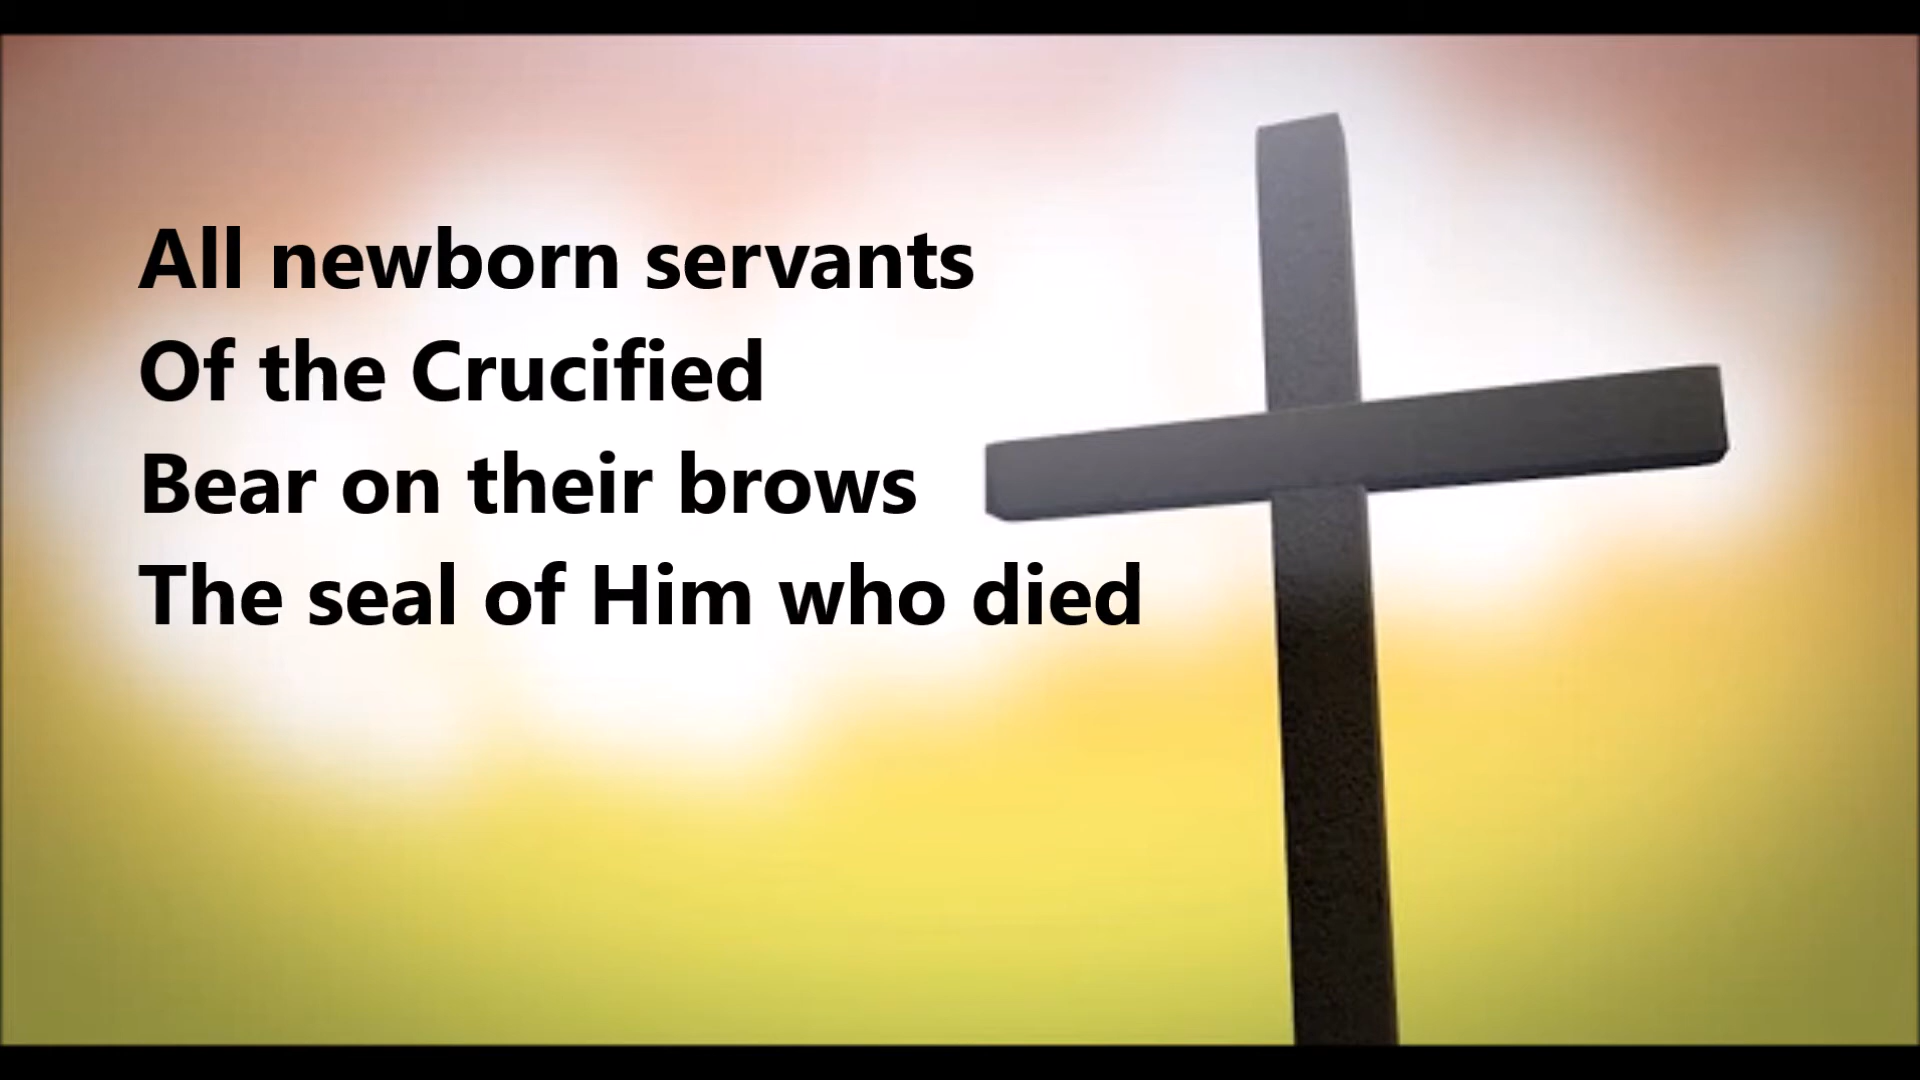 All newborn servants
Of the Crucified
Bear on their brows
The seal of Him who died